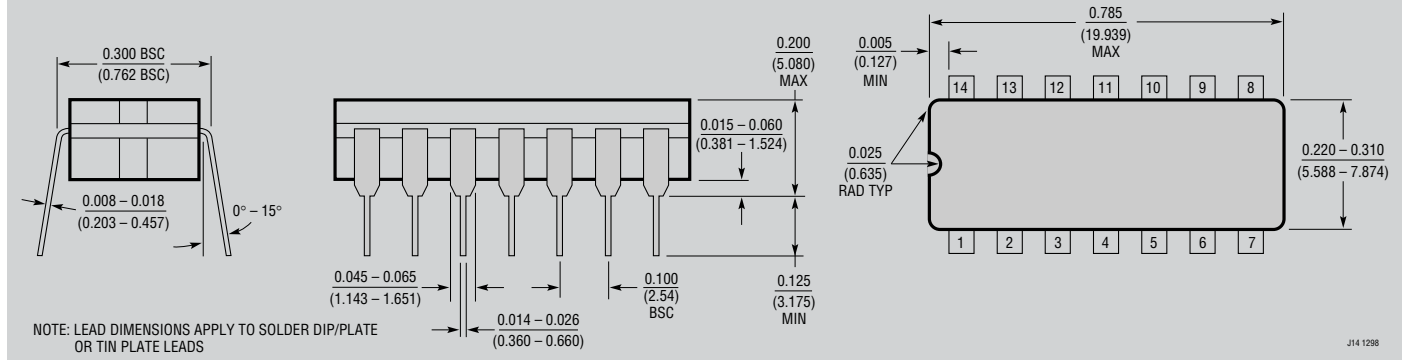 0.300 BSC
(0.762 BSC)
0.008 – 0.018
(0.203 – 0.457)
0° – 15°
0.200
(5.080)
MAX
0.015 – 0.060
(0.381 – 1.524)
0.045 – 0.065
(1.143 – 1.651)
0.014 – 0.026
(0.360 – 0.660)
0.100
(2.54)
BSC
0.125
(3.175)
MIN
0.785
(19.939)
MAX
0.005
(0.127)
MIN
14 13 12 11 10 9 8
0.025
(0.635)
RAD TYP
0.220 – 0.310
(5.588 – 7.874)
1 2 3 4 5 6 7
NOTE: LEAD DIMENSIONS APPLY TO SOLDER DIP/PLATE
OR TIN PLATE LEADS
J14 1298